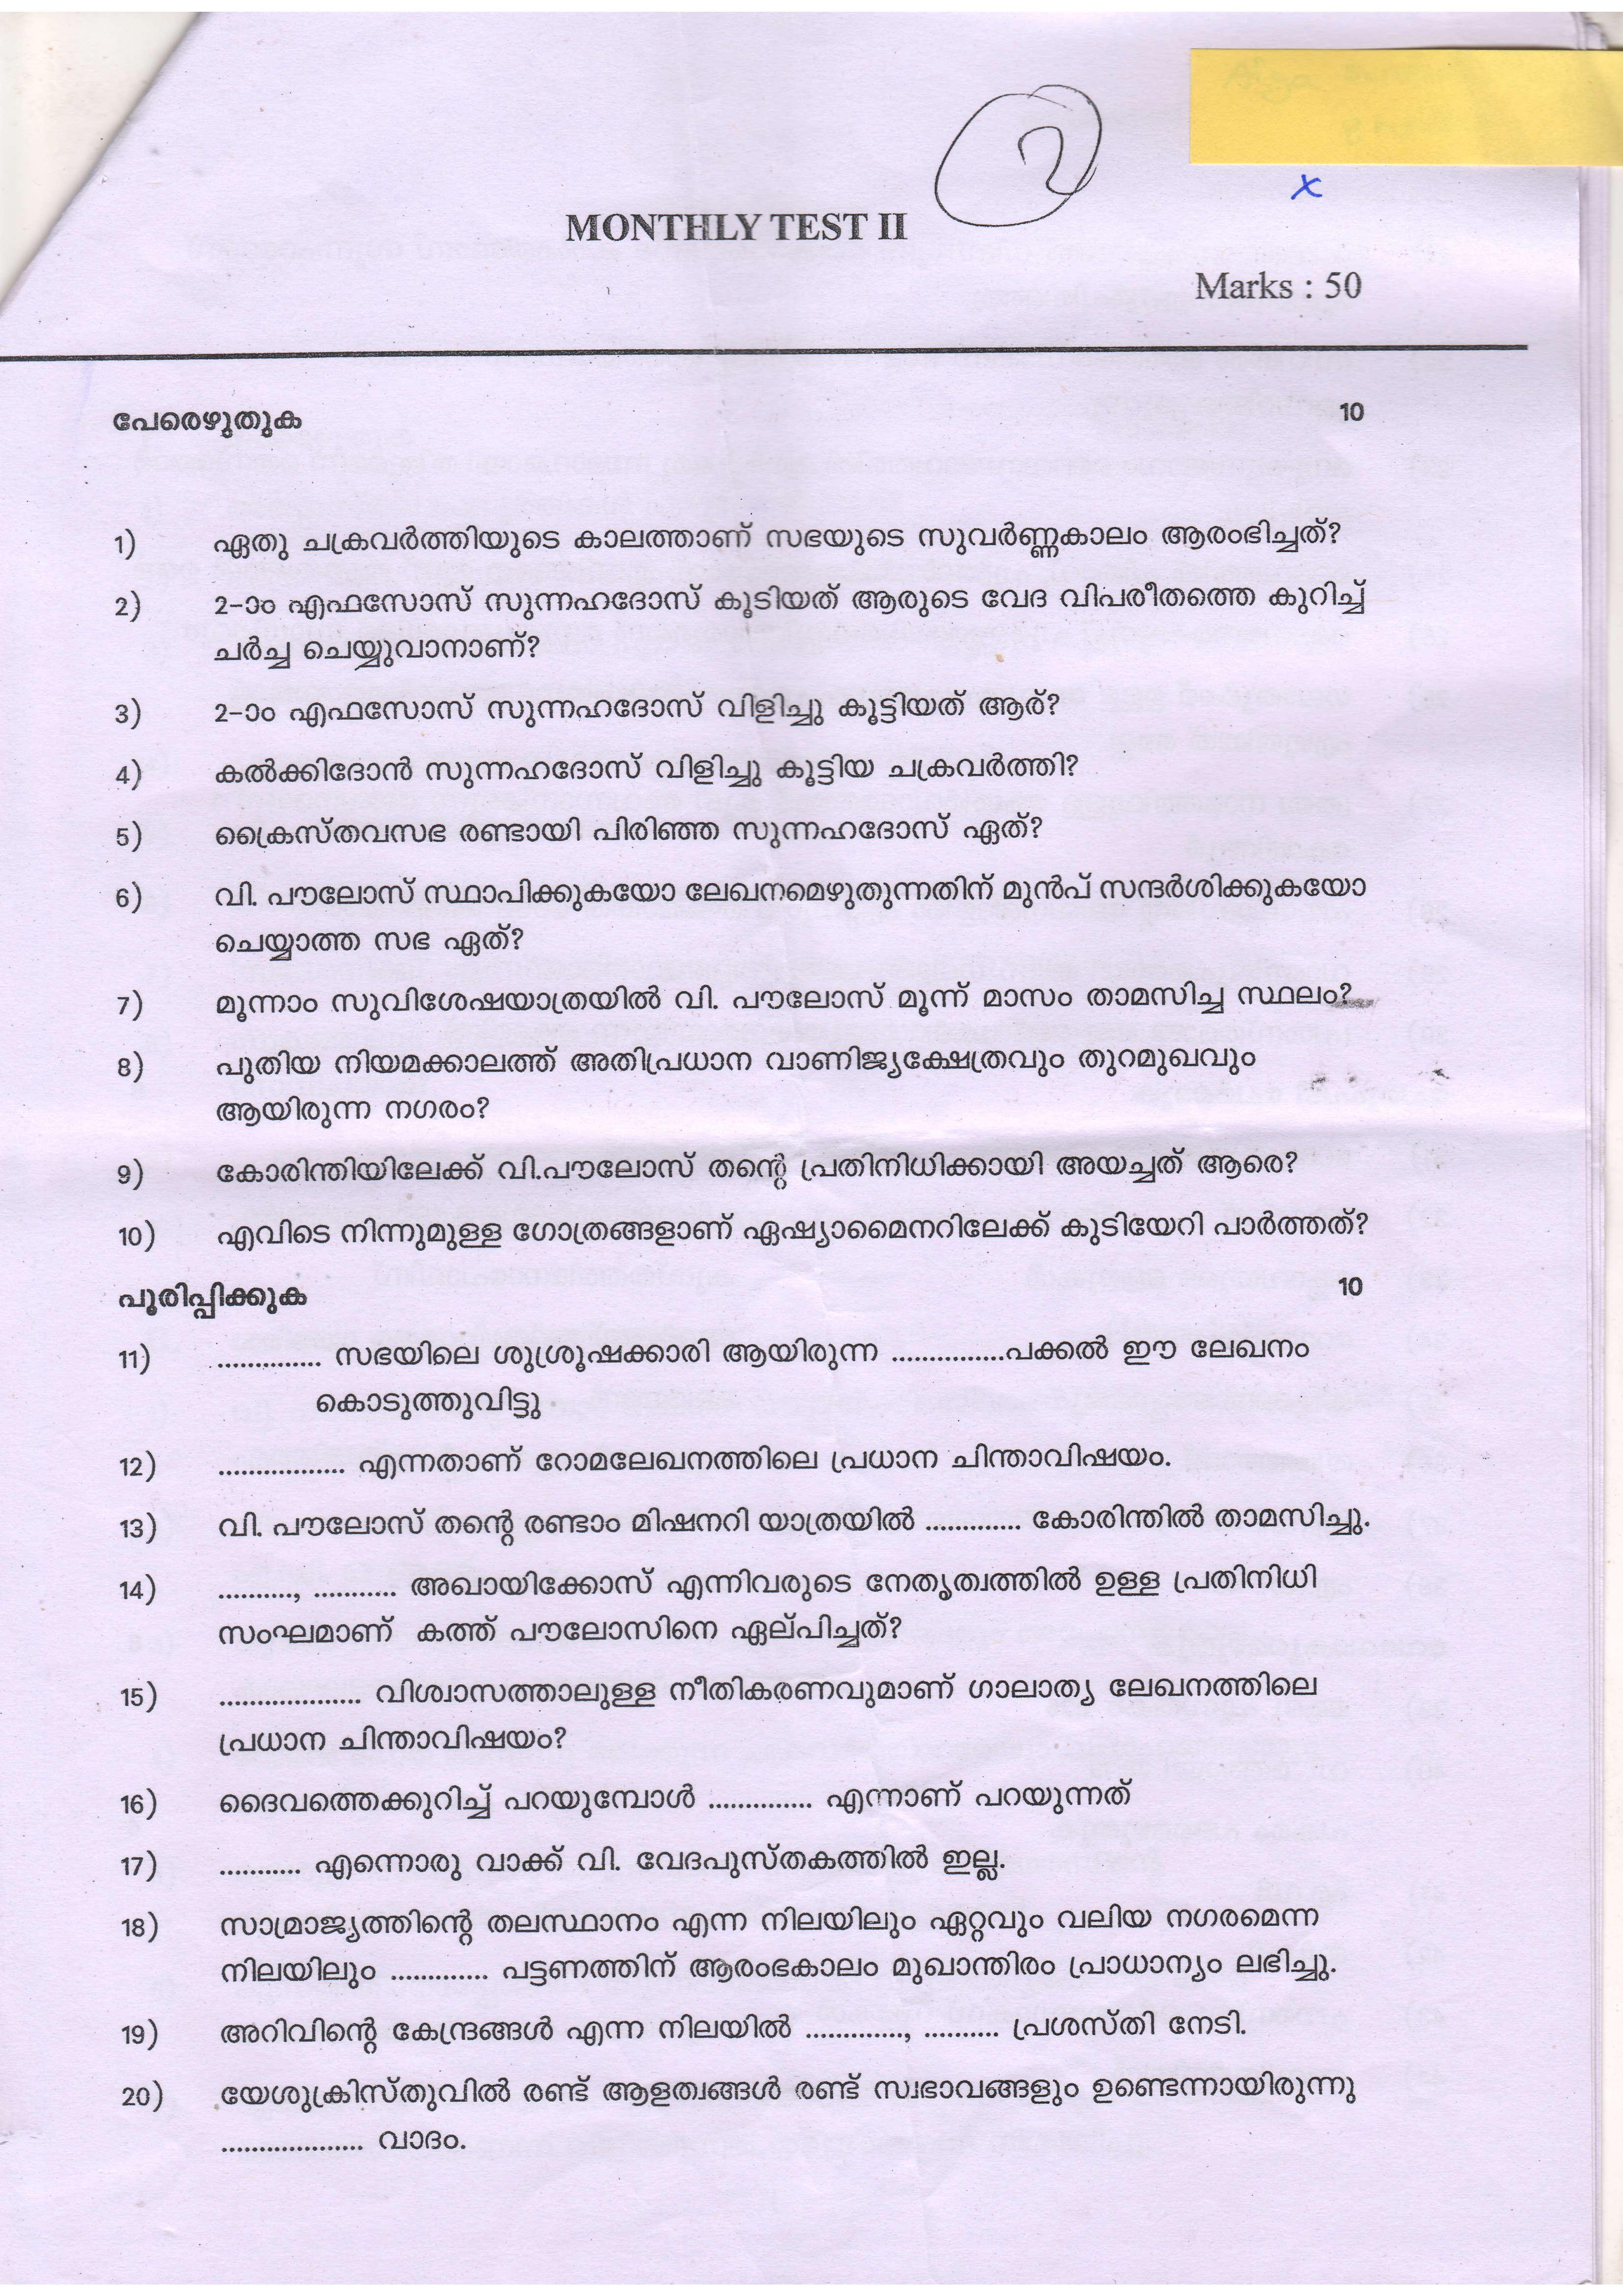 2
x
MONTHLY TEST II
Marks : 50
പേരെഴുതുക 10
1) ഏതു ചക്രവർത്തിയുടെ കാലത്താണ് സഭയുടെ സുവർണ്ണകാലം ആരംഭിച്ചത്?
2) 2-ാം എഫസോസ് സുന്നഹദോസ് കൂടിയത് ആരുടെ വേദ വിപരീതത്തെ കുറിച്ച്
ചർച്ച ചെയ്യുവാനാണ്?
3) 2-ാം എഫസോസ് സുന്നഹദോസ് വിളിച്ചു കൂട്ടിയത് ആര്?
4) കൽക്കിദോൻ സുന്നഹദോസ് വിളിച്ചു കൂട്ടിയ ചക്രവർത്തി?
5) ക്രൈസ്തവസഭ രണ്ടായി പിരിഞ്ഞ സുന്നഹദോസ് ഏത്?
6) വി. പൗലോസ് സ്ഥാപിക്കുകയോ ലേഖനമെഴുതുന്നതിന് മുൻപ് സന്ദർശിക്കുകയോ
ചെയ്യാത്ത സഭ ഏത്?
7) മൂന്നാം സുവിശേഷയാത്രയിൽ വി. പൗലോസ് മൂന്ന് മാസം താമസിച്ച സ്ഥലം?
8) പുതിയ നിയമക്കാലത്ത് അതിപ്രധാന വാണിജ്യക്ഷേത്രവും തുറമുഖവും
ആയിരുന്ന നഗരം?
9) കോരിന്തിയിലേക്ക് വി.പൗലോസ് തന്റെ പ്രതിനിധിക്കായി അയച്ചത് ആരെ?
10) എവിടെ നിന്നുമുള്ള ഗോത്രങ്ങളാണ് ഏഷ്യാമൈനറിലേക്ക് കുടിയേറി പാർത്തത്?
പൂരിപ്പിക്കുക 10
11) .............. സഭയിലെ ശുശ്രൂഷക്കാരി ആയിരുന്ന ...............പക്കൽ ഈ ലേഖനം
കൊടുത്തുവിട്ടു
12) ................. എന്നതാണ് റോമലേഖനത്തിലെ പ്രധാന ചിന്താവിഷയം.
13) വി. പൗലോസ് തന്റെ രണ്ടാം മിഷനറി യാത്രയിൽ ............. കോരിന്തിൽ താമസിച്ചു.
14) .........., ........... അഖായിക്കോസ് എന്നിവരുടെ നേതൃത്വത്തിൽ ഉള്ള പ്രതിനിധി
സംഘമാണ് കത്ത് പൗലോസിനെ ഏല്പിച്ചത്?
15) ................... വിശ്വാസത്താലുള്ള നീതികരണവുമാണ് ഗാലാത്യ ലേഖനത്തിലെ
പ്രധാന ചിന്താവിഷയം?
16) ദൈവത്തെക്കുറിച്ച് പറയുമ്പോൾ .............. എന്നാണ് പറയുന്നത്
17) ........... എന്നൊരു വാക്ക് വി. വേദപുസ്തകത്തിൽ ഇല്ല.
18) സാമ്രാജ്യത്തിന്റെ തലസ്ഥാനം എന്ന നിലയിലും ഏറ്റവും വലിയ നഗരമെന്ന
നിലയിലും ............. പട്ടണത്തിന് ആരംഭകാലം മുഖാന്തിരം പ്രാധാന്യം ലഭിച്ചു.
19) അറിവിന്റെ കേന്ദ്രങ്ങൾ എന്ന നിലയിൽ ............., .......... പ്രശസ്തി നേടി.
20) യേശുക്രിസ്തുവിൽ രണ്ട് ആളത്വങ്ങൾ രണ്ട് സ്വഭാവങ്ങളും ഉണ്ടെന്നായിരുന്നു
................... വാദം.